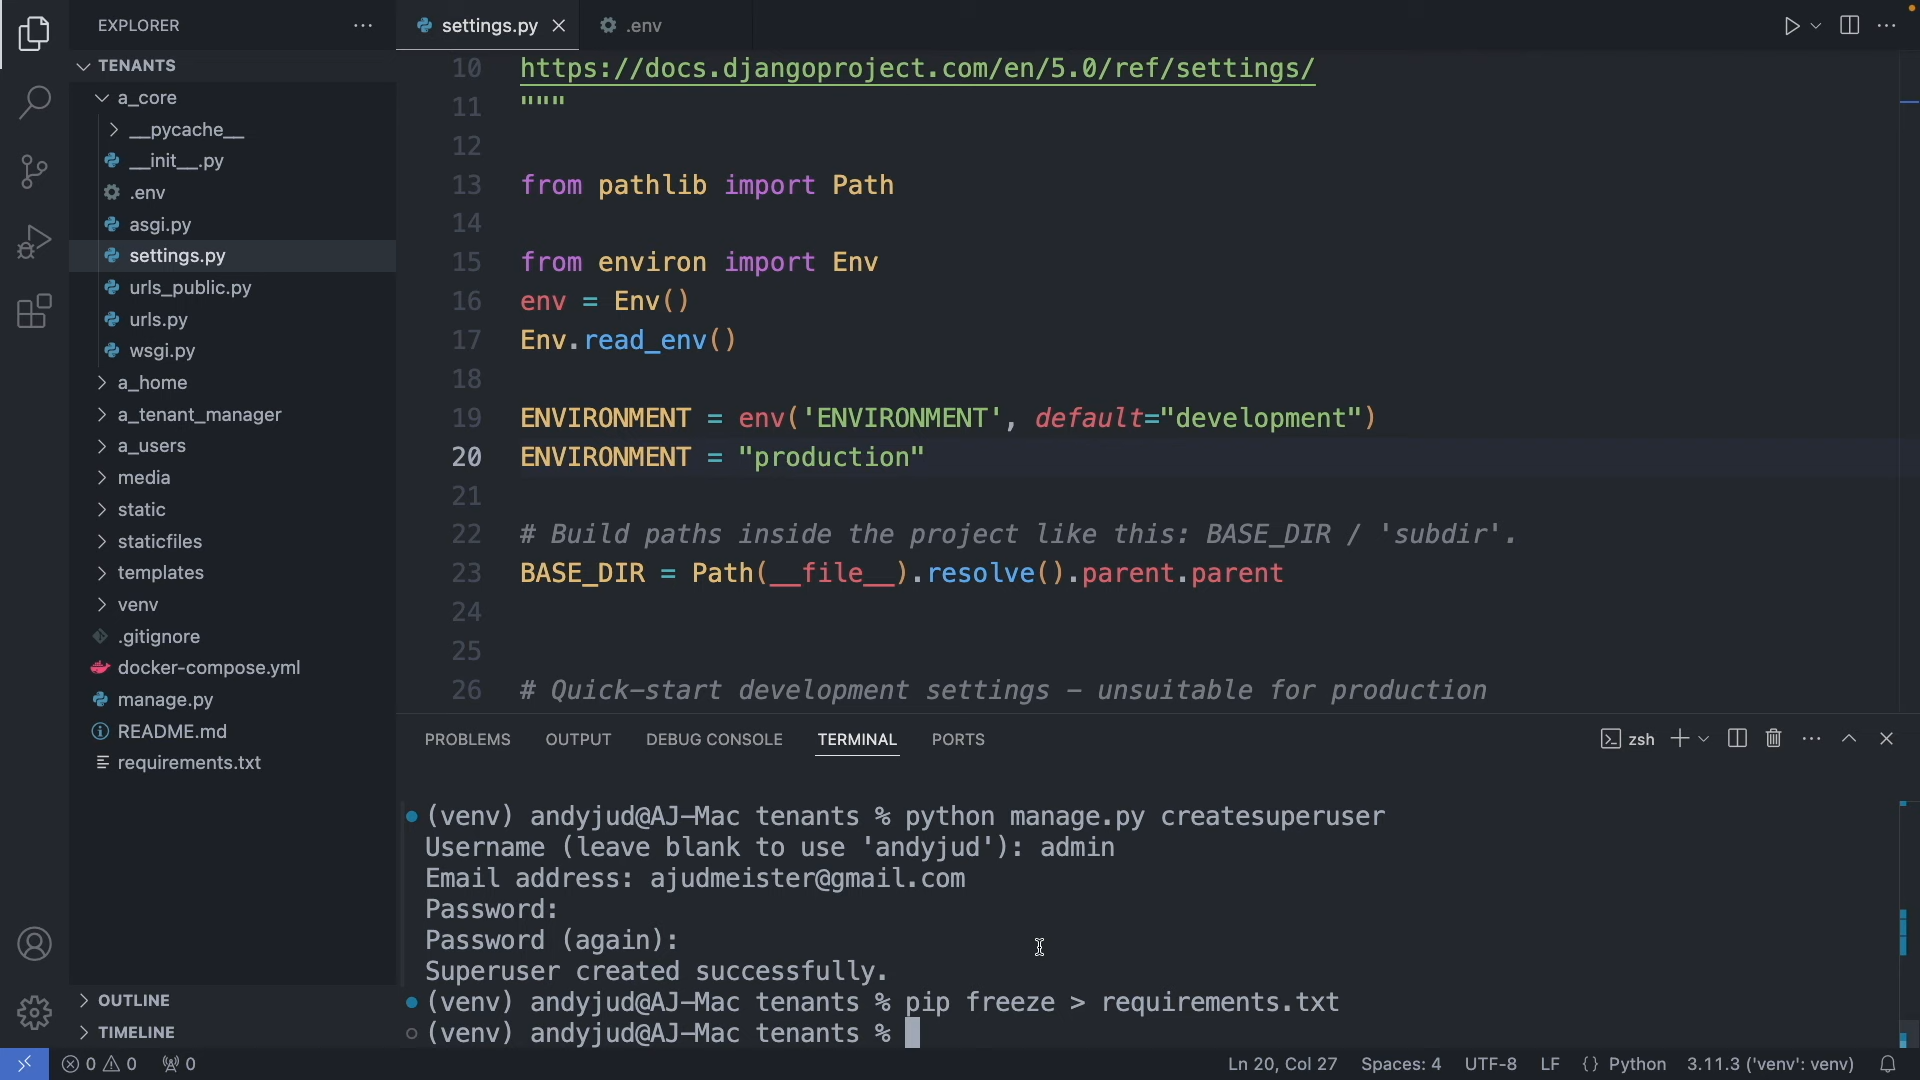 EXPLORER
TENANTS
a_core
__pycache__
__init__.py
.env
asgi.py
settings.py
urls_public.py
urls.py
wsgi.py
a_home
a_tenant_manager
a_users
media
static
staticfiles
templates
venv
.gitignore
docker-compose.yml
manage.py
README.md
requirements.txt
OUTLINE
TIMELINE
settings.py
.env
10 https://docs.djangoproject.com/en/5.0/ref/settings/
11 """
12
13 from pathlib import Path
14
15 from environ import Env
16 env = Env()
17 Env.read_env()
18
19 ENVIRONMENT = env('ENVIRONMENT', default="development")
20 ENVIRONMENT = "production"
21
22 # Build paths inside the project like this: BASE_DIR / 'subdir'.
23 BASE_DIR = Path(__file__).resolve().parent.parent
24
25
26 # Quick-start development settings - unsuitable for production
PROBLEMS OUTPUT DEBUG CONSOLE TERMINAL PORTS
zsh
(venv) andyjud@AJ-Mac tenants % python manage.py createsuperuser
Username (leave blank to use 'andyjud'): admin
Email address: ajudmeister@gmail.com
Password:
Password (again):
Superuser created successfully.
(venv) andyjud@AJ-Mac tenants % pip freeze > requirements.txt
(venv) andyjud@AJ-Mac tenants %
0 0 0
Ln 20, Col 27 Spaces: 4 UTF-8 LF {} Python 3.11.3 ('venv': venv)